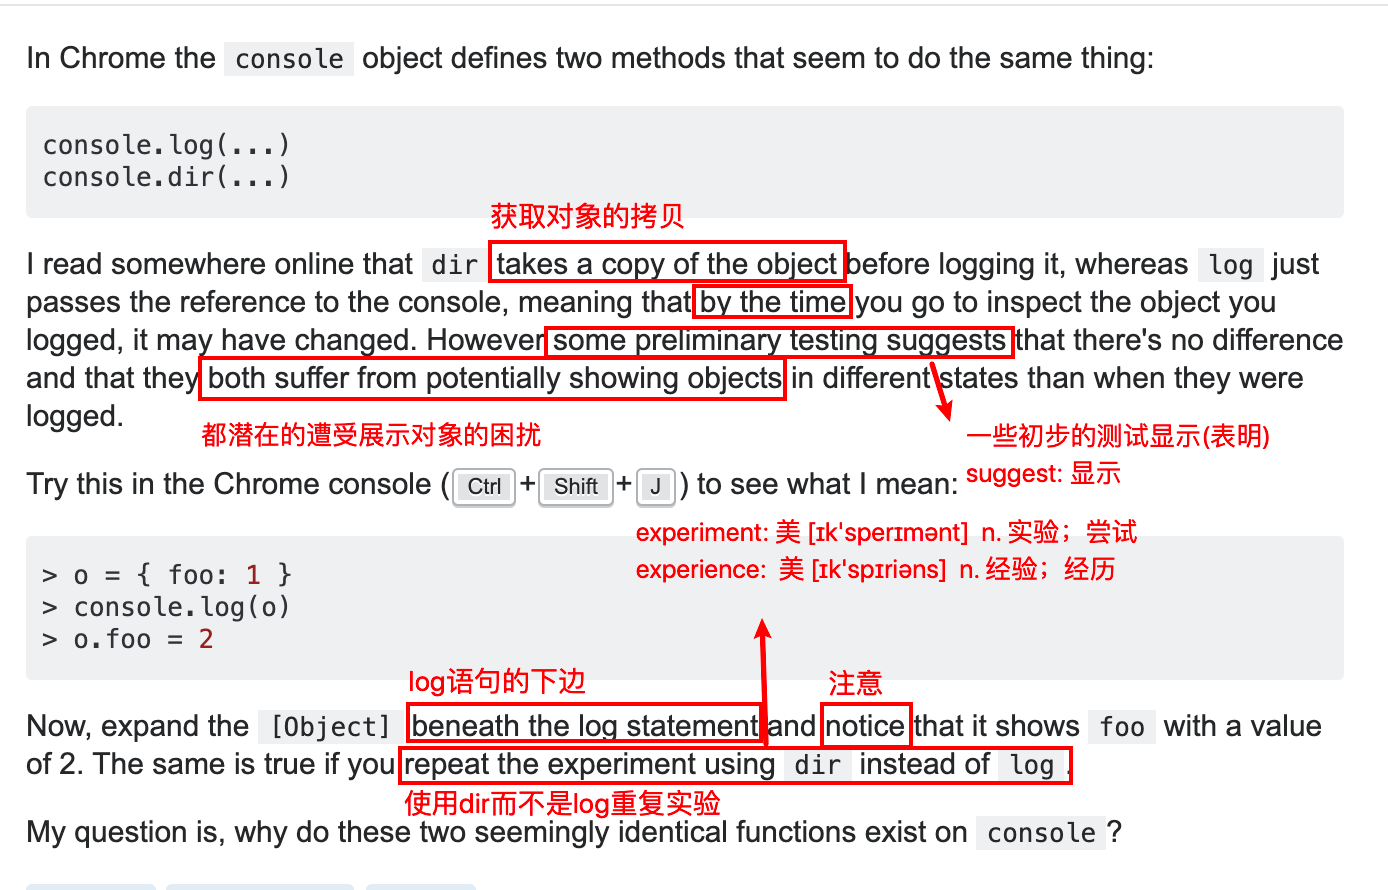 In Chrome the console object defines two methods that seem to do the same thing:
console.log(...)
console.dir(...)
获取对象的拷贝
I read somewhere online that dir takes a copy of the object before logging it, whereas log just
passes the reference to the console, meaning that by the time you go to inspect the object you
logged, it may have changed. However some preliminary testing suggests that there's no difference
and that they both suffer from potentially showing objects in different states than when they were
logged.
都潜在的遭受展示对象的困扰
一些初步的测试显示(表明)
suggest: 显示
Try this in the Chrome console (Ctrl+Shift+J) to see what I mean:
experiment: 美 [ɪk'sperɪmənt] n. 实验；尝试
experience: 美 [ɪk'spɪriəns] n. 经验；经历
> o = { foo: 1 }
> console.log(o)
> o.foo = 2
log语句的下边
注意
Now, expand the [Object] beneath the log statement and notice that it shows foo with a value
of 2. The same is true if you repeat the experiment using dir instead of log.
使用dir而不是log重复实验
My question is, why do these two seemingly identical functions exist on console?